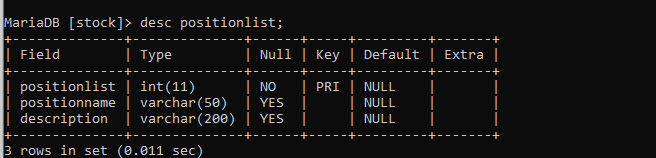 MariaDB [stock]> desc positionlist;
+--------------+--------------+------+-----+---------+-------+
| Field        | Type         | Null | Key | Default | Extra |
+--------------+--------------+------+-----+---------+-------+
| positionlist | int(11)      | NO   | PRI | NULL    |       |
| positionname | varchar(50)  | YES  |     | NULL    |       |
| description  | varchar(200) | YES  |     | NULL    |       |
+--------------+--------------+------+-----+---------+-------+
3 rows in set (0.011 sec)